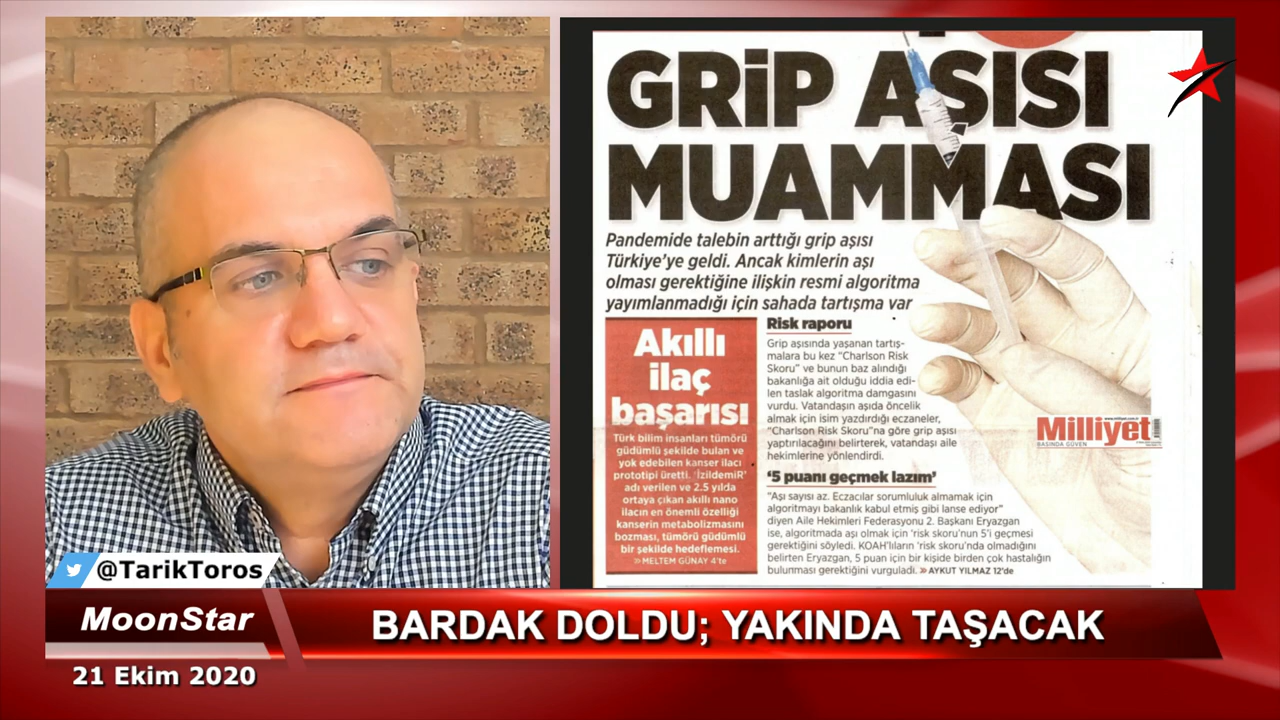 GRİP AŞISI
MUAMMASI
Pandemide talebin arttığı grip aşısı
Türkiye'ye geldi. Ancak kimlerin aşı
olması gerektiğine ilişkin resmi algoritma
yayımlanmadığı için sahada tartışma var
Akıllı
ilaç
başarısı
Türk bilim insanları tümörü
güdümlü şekilde bulan ve
yok edebilen kanser ilacı
prototipi üretti. 'İzildemiR'
adı verilen ve 2.5 yılda
ortaya çıkan akıllı nano
ilacın en önemli özelliği
kanserin metabolizmasını
bozması, tümörü güdümlü
bir şekilde hedeflemesi.
» MELTEM GÜNAY 4'te
Risk raporu
Grip aşısında yaşanan tartış-
malara bu kez "Charlson Risk
Skoru" ve bunun baz alındığı
bakanlığa ait olduğu iddia edi-
len taslak algoritma damgasını
vurdu. Vatandaşın aşıda öncelik
almak için isim yazdırdığı eczaneler,
"Charlson Risk Skoru"na göre grip aşısı
yaptırılacağını belirterek, vatandaşı aile
hekimlerine yönlendirdi.
'5 puanı geçmek lazım'
"Aşı sayısı az. Eczacılar sorumluluk almamak için
algoritmayı bakanlık kabul etmiş gibi lanse ediyor"
diyen Aile Hekimleri Federasyonu 2. Başkanı Eryazgan
ise, algoritmada aşı olmak için 'risk skoru'nun 5'i geçmesi
gerektiğini söyledi. KOAH'lıların 'risk skoru'nda olmadığını
belirten Eryazgan, 5 puan için bir kişide birden çok hastalığın
bulunması gerektiğini vurguladı. » AYKUT YILMAZ 12'de
Milliyet
BASINDA GÜVEN
@TarikToros
MoonStar
BARDAK DOLDU; YAKINDA TAŞACAK
21 Ekim 2020